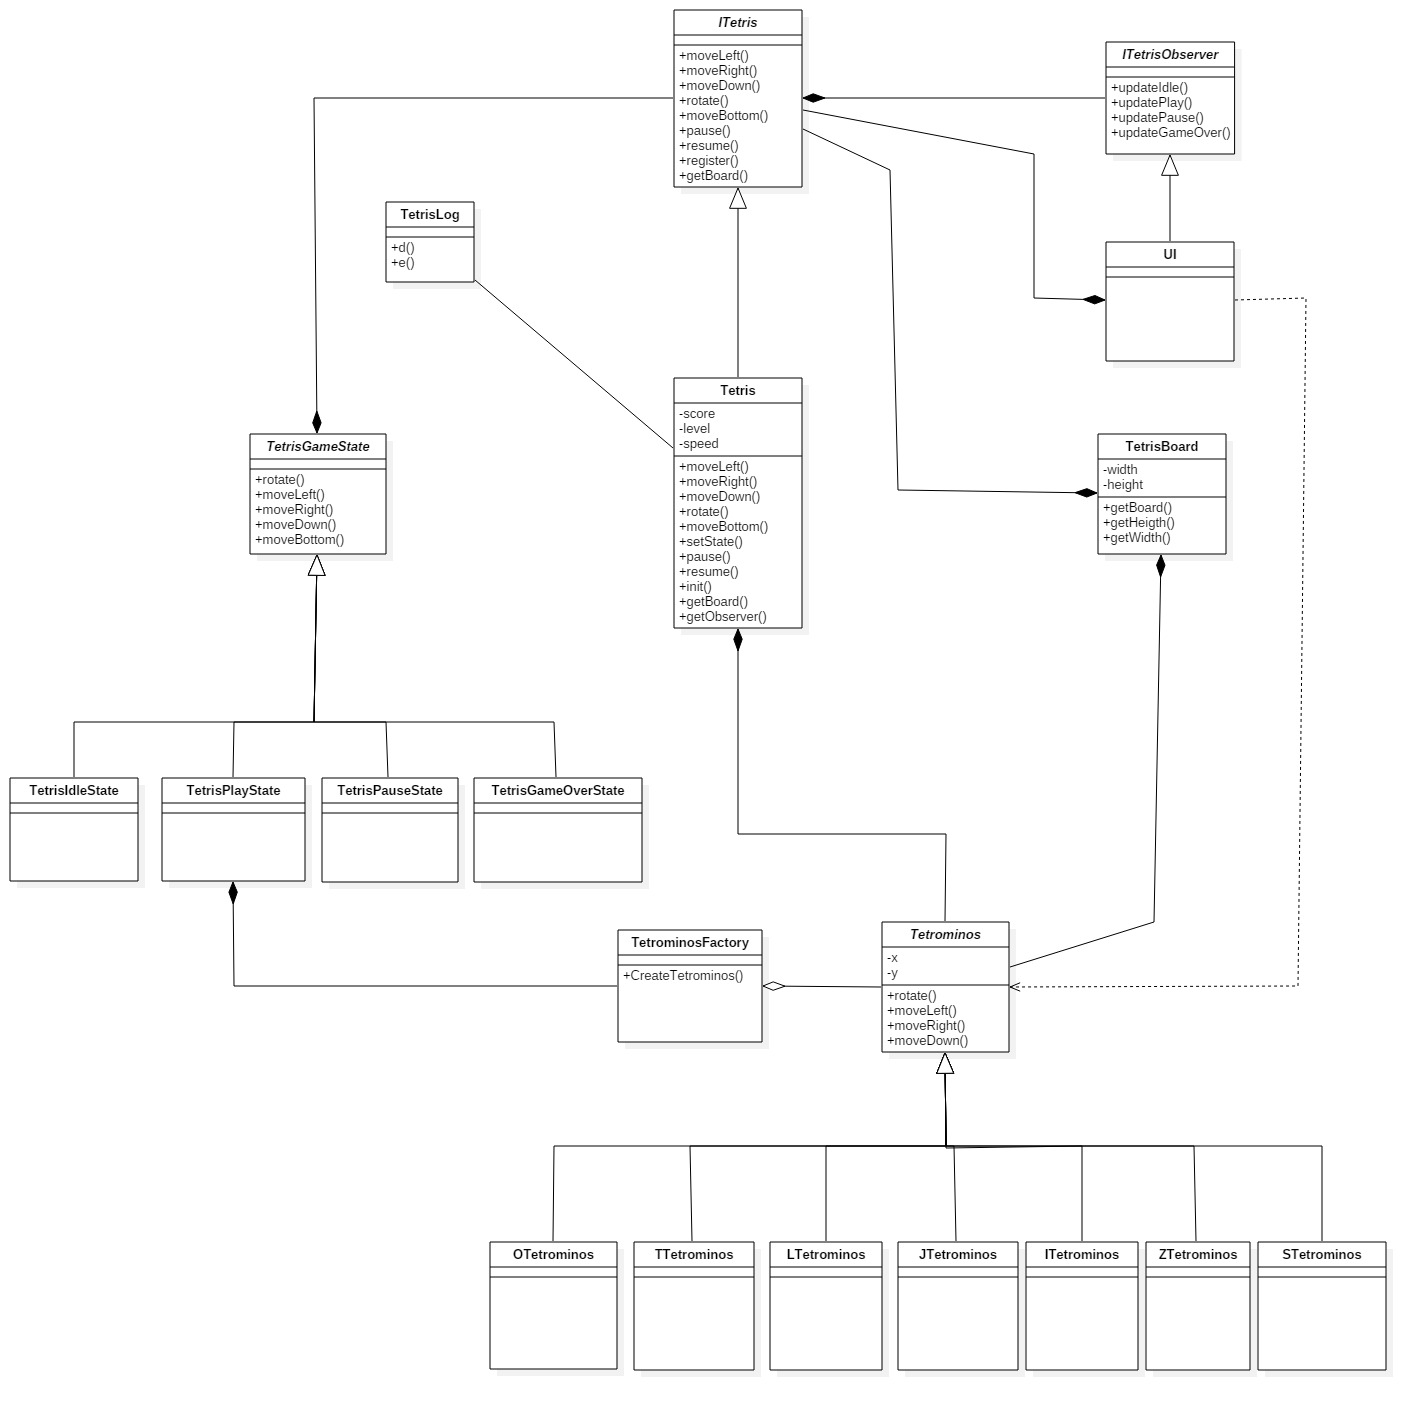 ITetris
+moveLeft()
+moveRight()
+moveDown()
+rotate()
+moveBottom()
+pause()
+resume()
+register()
+getBoard()
ITetrisObserver
+updateIdle()
+updatePlay()
+updatePause()
+updateGameOver()
TetrisLog
+d()
+e()
UI
Tetris
-score
-level
-speed
+moveLeft()
+moveRight()
+moveDown()
+rotate()
+moveBottom()
+setState()
+pause()
+resume()
+init()
+getBoard()
+getObserver()
TetrisGameState
+rotate()
+moveLeft()
+moveRight()
+moveDown()
+moveBottom()
TetrisBoard
-width
-height
+getBoard()
+getHeigth()
+getWidth()
TetrisIdleState
TetrisPlayState
TetrisPauseState
TetrisGameOverState
TetrominosFactory
+CreateTetrominos()
Tetrominos
-x
-y
+rotate()
+moveLeft()
+moveRight()
+moveDown()
OTetrominos
TTetrominos
LTetrominos
JTetrominos
ITetrominos
ZTetrominos
STetrominos